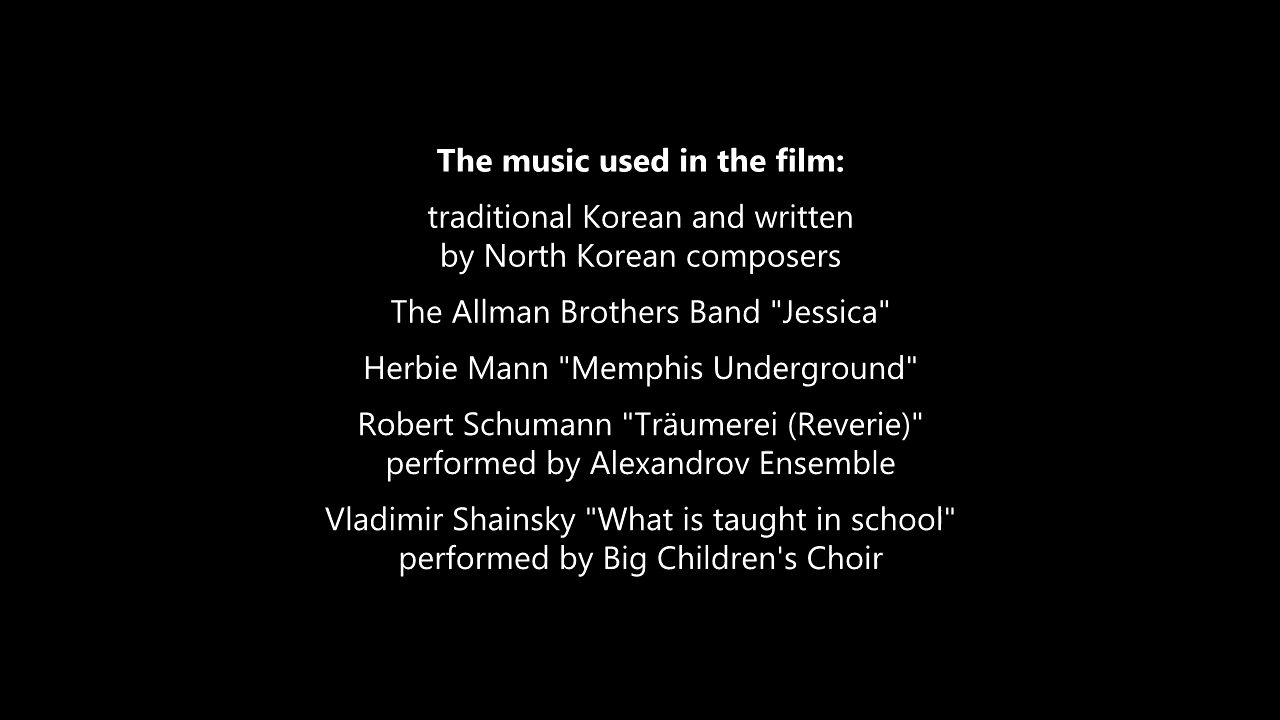 The music used in the film:
traditional Korean and written
by North Korean composers
The Allman Brothers Band "Jessica"
Herbie Mann "Memphis Underground"
Robert Schumann "Träumerei (Reverie)"
performed by Alexandrov Ensemble
Vladimir Shainsky "What is taught in school"
performed by Big Children's Choir